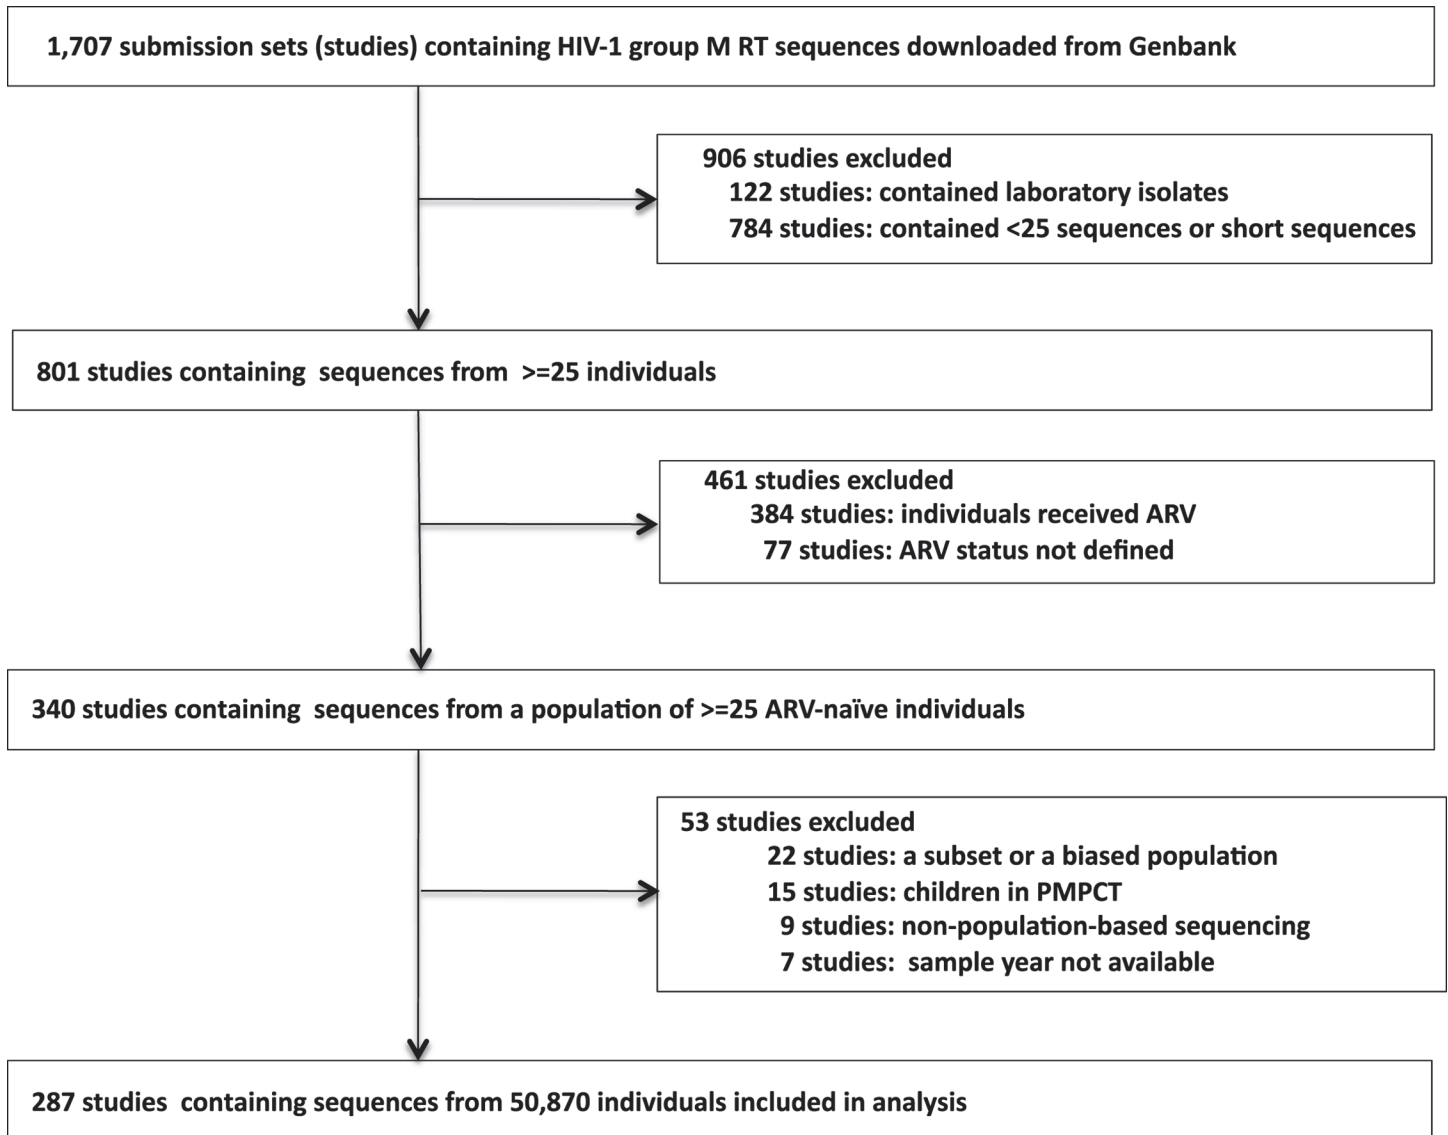 1,707 submission sets (studies) containing HIV-1 group M RT sequences downloaded from Genbank
906 studies excluded
122 studies: contained laboratory isolates
784 studies: contained <25 sequences or short sequences
801 studies containing sequences from >=25 individuals
461 studies excluded
384 studies: individuals received ARV
77 studies: ARV status not defined
340 studies containing sequences from a population of >=25 ARV-naïve individuals
53 studies excluded
22 studies: a subset or a biased population
15 studies: children in PMPCT
9 studies: non-population-based sequencing
7 studies: sample year not available
287 studies containing sequences from 50,870 individuals included in analysis